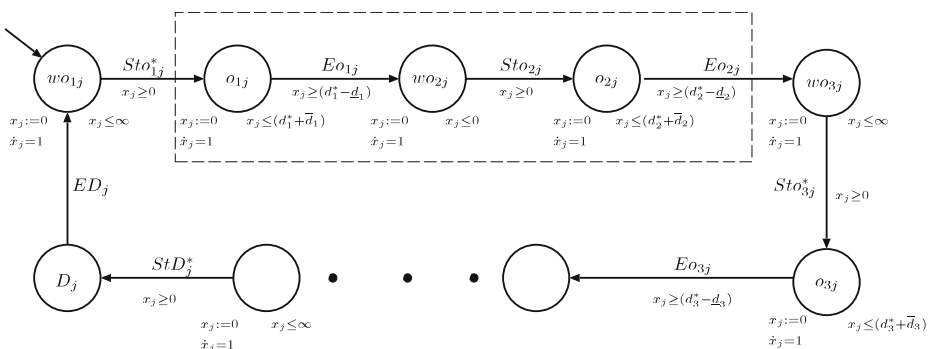 Sto*₁ⱼ Eo₁ⱼ Sto₂ⱼ Eo₂ⱼ
wo₁ⱼ o₁ⱼ wo₂ⱼ o₂ⱼ wo₃ⱼ
xⱼ≥0 xⱼ≥(d₁*−d̲₁) xⱼ≥0 xⱼ≥(d₂*−d̲₂)
xⱼ:=0 xⱼ≤∞ xⱼ:=0 xⱼ≤(d₁*+d̅₁) xⱼ:=0 xⱼ≤0 xⱼ:=0 xⱼ≤(d₂*+d̅₂) xⱼ:=0 xⱼ≤∞
ẋⱼ=1 ẋⱼ=1 ẋⱼ=1 ẋⱼ=1 ẋⱼ=1
EDⱼ Sto*₃ⱼ xⱼ≥0
StD*ⱼ Eo₃ⱼ
Dⱼ o₃ⱼ
xⱼ≥0 xⱼ≥(d₃*−d̲₃)
xⱼ:=0 xⱼ≤∞ xⱼ:=0 xⱼ≤(d₃*+d̅₃)
ẋⱼ=1 ẋⱼ=1